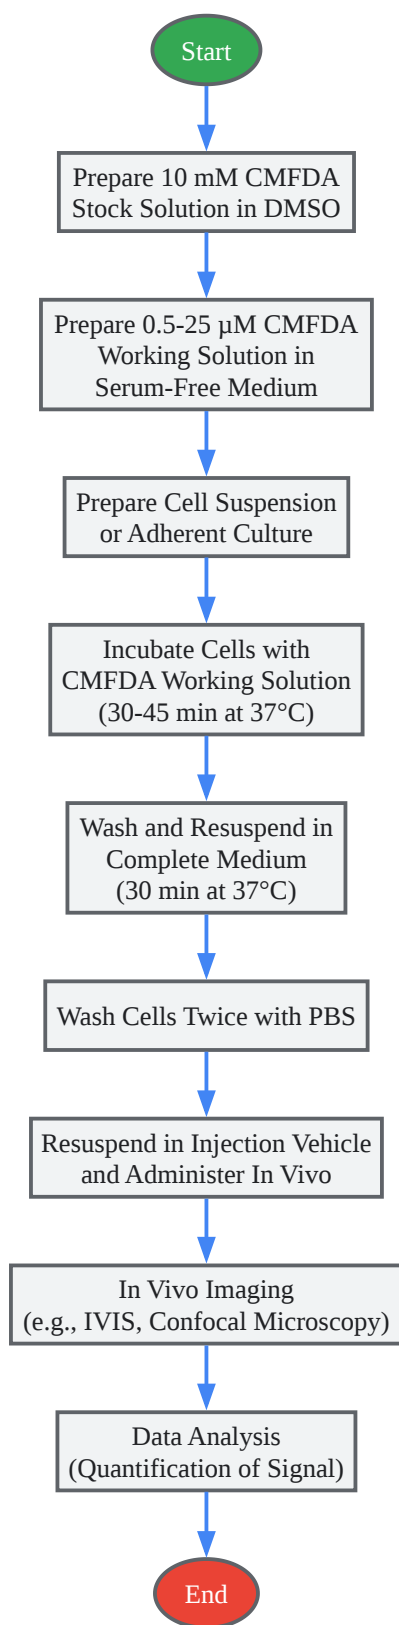 Start
Prepare 10 mM CMFDA
Stock Solution in DMSO
Prepare 0.5-25 µM CMFDA
Working Solution in
Serum-Free Medium
Prepare Cell Suspension
or Adherent Culture
Incubate Cells with
CMFDA Working Solution
(30-45 min at 37°C)
Wash and Resuspend in
Complete Medium
(30 min at 37°C)
Wash Cells Twice with PBS
Resuspend in Injection Vehicle
and Administer In Vivo
In Vivo Imaging
(e.g., IVIS, Confocal Microscopy)
Data Analysis
(Quantification of Signal)
End